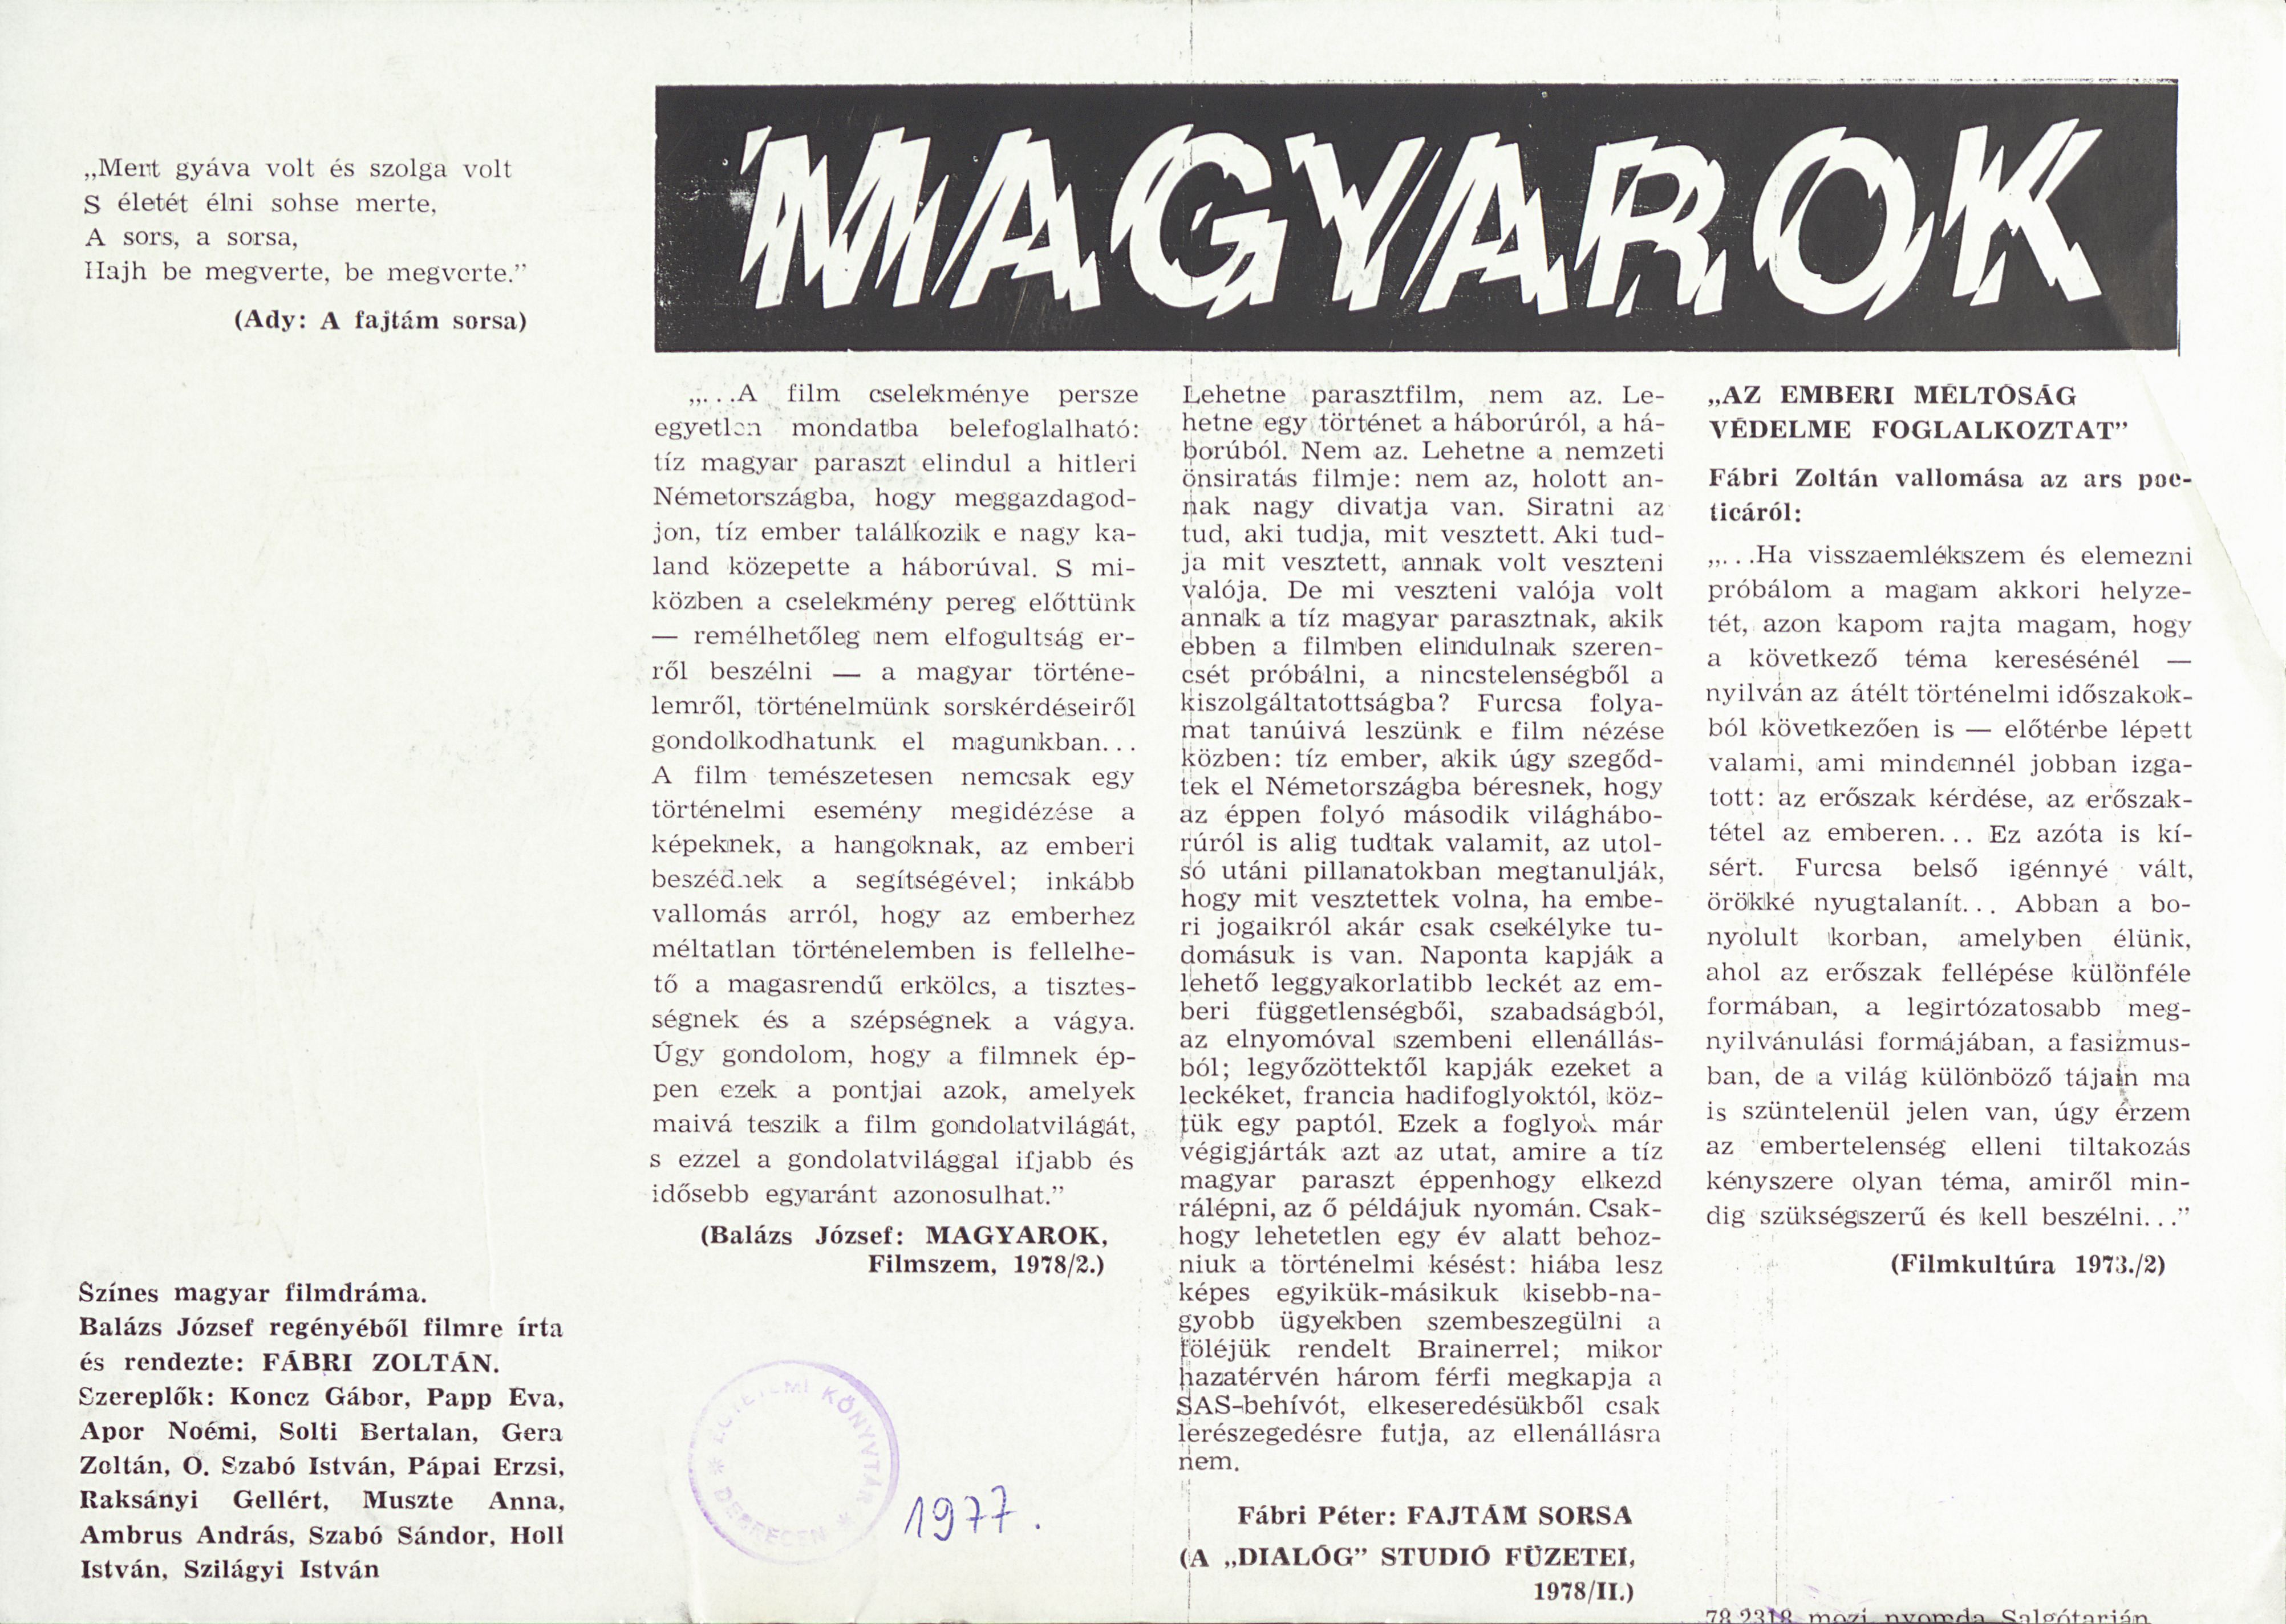 „Mert gyáva volt és szolga volt
S életét élni sohse merte,
A sors, a sorsa,
Hajh be megverte, be megverte.”
(Ady: A fajtám sorsa)
Színes magyar filmdráma.
Balázs József regényéből filmre írta
és rendezte: FÁBRI ZOLTÁN.
Szereplők: Koncz Gábor, Papp Éva,
Apor Noémi, Solti Bertalan, Gera
Zoltán, O. Szabó István, Pápai Erzsi,
Raksányi Gellért, Muszte Anna,
Ambrus András, Szabó Sándor, Holl
István, Szilágyi István
MAGYAROK
„...A film cselekménye persze
egyetlen mondatba belefoglalható:
tíz magyar paraszt elindul a hitleri
Németországba, hogy meggazdagod-
jon, tíz ember találkozik e nagy ka-
land közepette a háborúval. S mi-
közben a cselekmény pereg előttünk
— remélhetőleg nem elfogultság er-
ről beszélni — a magyar történe-
lemről, történelmünk sorskérdéseiről
gondolkodhatunk el magunkban...
A film temészetesen nemcsak egy
történelmi esemény megidézése a
képeknek, a hangoknak, az emberi
beszédnek a segítségével; inkább
vallomás arról, hogy az emberhez
méltatlan történelemben is fellelhe-
tő a magasrendű erkölcs, a tisztes-
ségnek és a szépségnek a vágya.
Úgy gondolom, hogy a filmnek ép-
pen ezek a pontjai azok, amelyek
maivá teszik a film gondolatvilágát,
s ezzel a gondolatvilággal ifjabb és
idősebb egyaránt azonosulhat.”
(Balázs József: MAGYAROK,
Filmszem, 1978/2.)
EGYETEMI KÖNYVTÁR
* DEBRECEN *
1977.
Lehetne parasztfilm, nem az. Le-
hetne egy történet a háborúról, a há-
borúból. Nem az. Lehetne a nemzeti
önsiratás filmje: nem az, holott an-
nak nagy divatja van. Siratni az
tud, aki tudja, mit vesztett. Aki tud-
ja mit vesztett, annak volt veszteni
valója. De mi veszteni valója volt
annak a tíz magyar parasztnak, akik
ebben a filmben elindulnak szeren-
csét próbálni, a nincstelenségből a
kiszolgáltatottságba? Furcsa folya-
mat tanúivá leszünk e film nézése
közben: tíz ember, akik úgy szegőd-
tek el Németországba béresnek, hogy
az éppen folyó második világhábo-
rúról is alig tudtak valamit, az utol-
só utáni pillanatokban megtanulják,
hogy mit vesztettek volna, ha embe-
ri jogaikról akár csak csekélyke tu-
domásuk is van. Naponta kapják a
lehető leggyakorlatibb leckét az em-
beri függetlenségből, szabadságból,
az elnyomóval szembeni ellenállás-
ból; legyőzöttektől kapják ezeket a
leckéket, francia hadifoglyoktól, köz-
tük egy paptól. Ezek a foglyok már
végigjárták azt az utat, amire a tíz
magyar paraszt éppenhogy elkezd
rálépni, az ő példájuk nyomán. Csak-
hogy lehetetlen egy év alatt behoz-
niuk a történelmi késést: hiába lesz
képes egyikük-másikuk kisebb-na-
gyobb ügyekben szembeszegülni a
föléjük rendelt Brainerrel; mikor
hazatérvén három férfi megkapja a
SAS-behívót, elkeseredésükből csak
lerészegedésre futja, az ellenállásra
nem.
Fábri Péter: FAJTÁM SORSA
(A „DIALÓG” STUDIÓ FÜZETEI,
1978/II.)
„AZ EMBERI MÉLTÓSÁG
VÉDELME FOGLALKOZTAT”
Fábri Zoltán vallomása az ars poe-
ticáról:
„...Ha visszaemlékszem és elemezni
próbálom a magam akkori helyze-
tét, azon kapom rajta magam, hogy
a következő téma keresésénél —
nyilván az átélt történelmi időszakok-
ból következően is — előtérbe lépett
valami, ami mindennél jobban izga-
tott: az erőszak kérdése, az erőszak-
tétel az emberen... Ez azóta is kí-
sért. Furcsa belső igénnyé vált,
örökké nyugtalanít... Abban a bo-
nyolult korban, amelyben élünk,
ahol az erőszak fellépése különféle
formában, a legirtózatosabb meg-
nyilvánulási formájában, a fasizmus-
ban, de a világ különböző tájain ma
is szüntelenül jelen van, úgy érzem
az embertelenség elleni tiltakozás
kényszere olyan téma, amiről min-
dig szükségszerű és kell beszélni...”
(Filmkultúra 1973./2)
78.2318 mozi nyomda Salgótarján